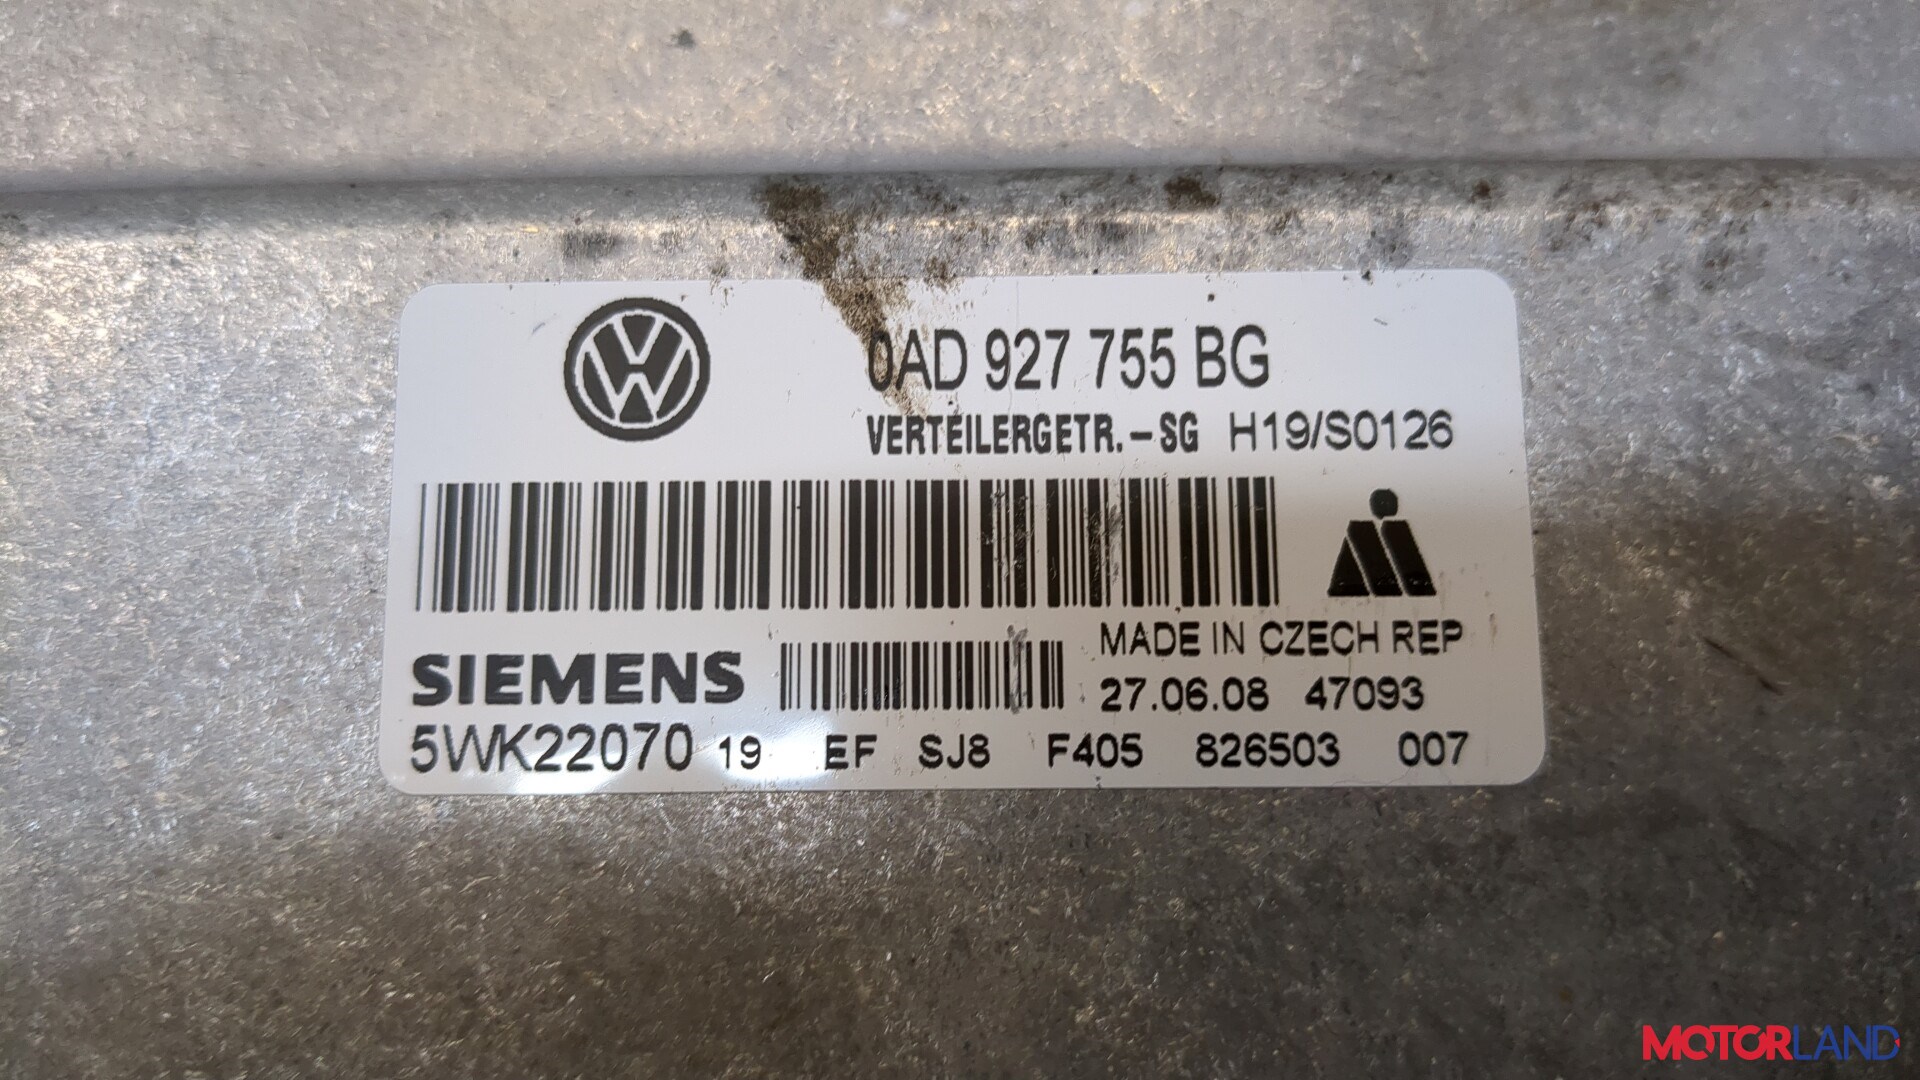 0AD 927 755 BG
VERTEILERGETR.-SG H19/S0126
SIEMENS
MADE IN CZECH REP
27.06.08 47093
5WK22070 19 EF SJ8 F405 826503 007
MOTORLAND